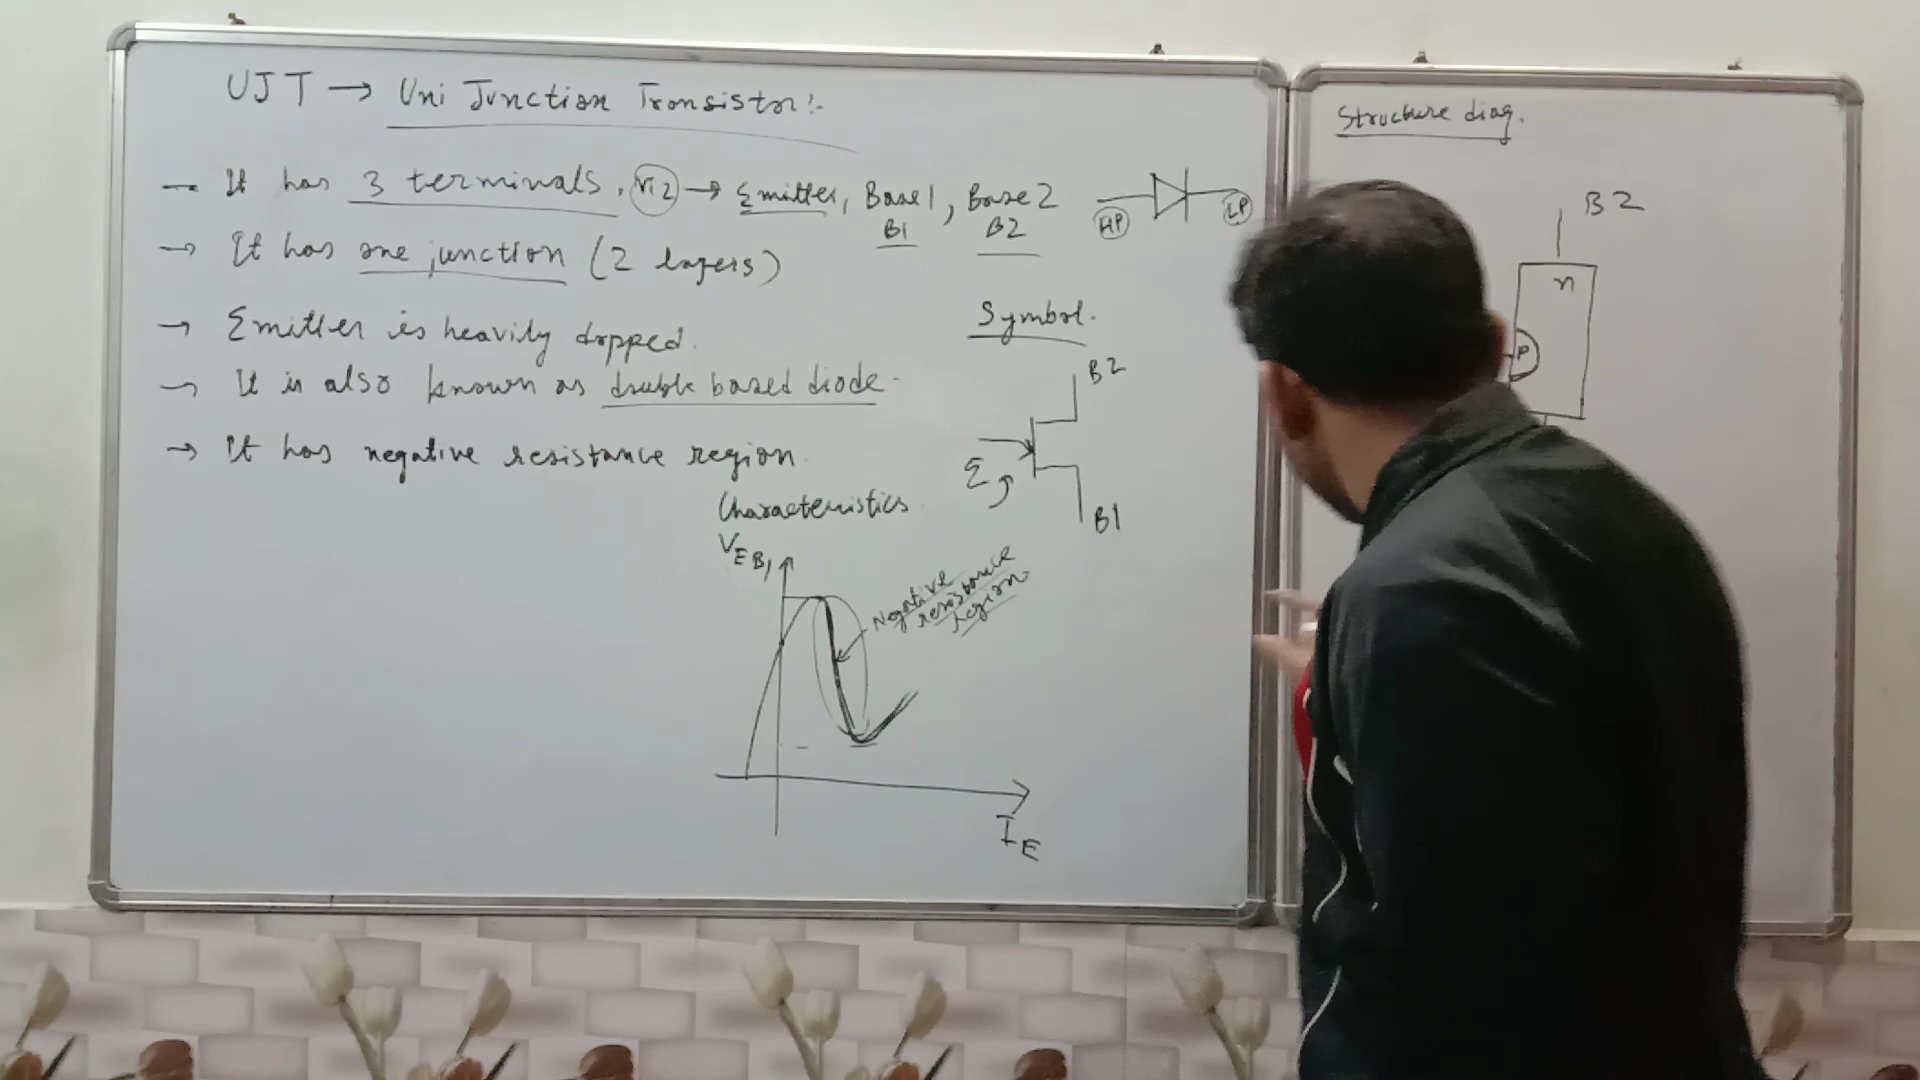 UJT → Uni Junction Transistor:-
- It has 3 terminals. viz → Emitter, Base1, Base2
B1 B2
HP LP
→ It has one junction (2 layers)
→ Emitter is heavily dopped.
→ It is also known as double based diode.
→ It has negative resistance region.
Symbol.
B2
E
B1
Characteristics
VEB1
Negative
resistance
region.
IE
Structure diag.
B2
n
P